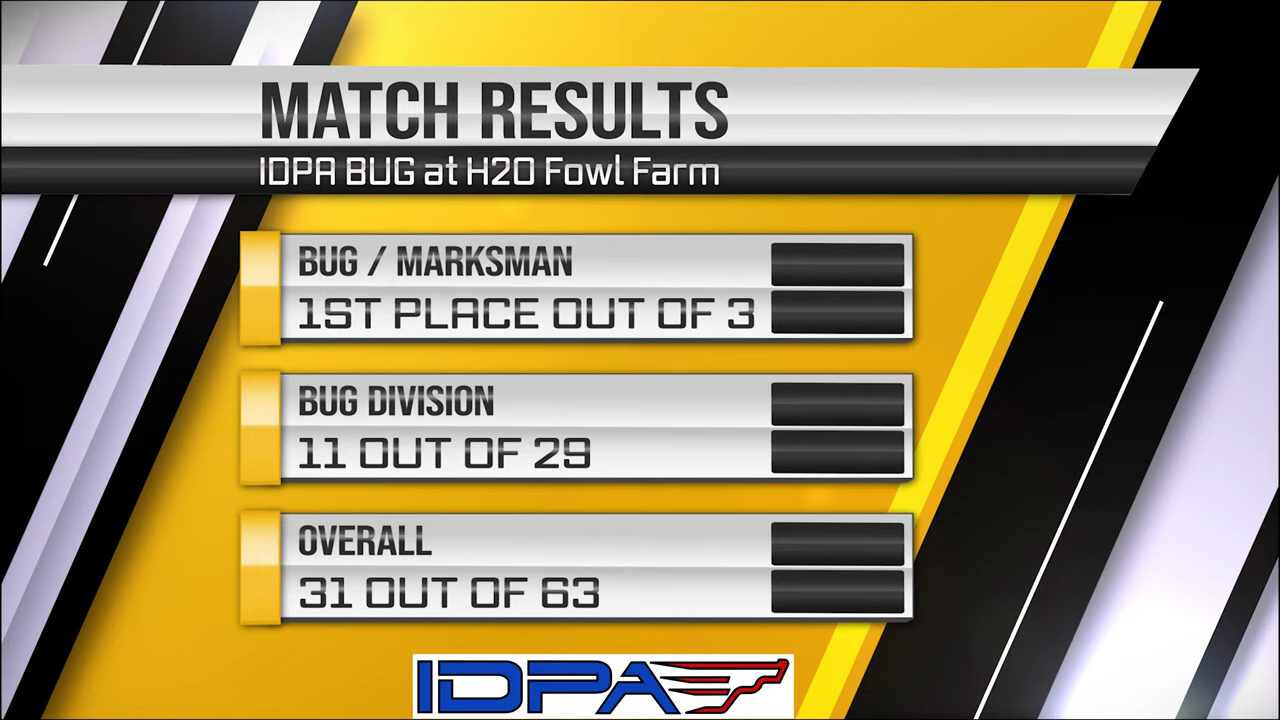 MATCH RESULTS
IDPA BUG at H2O Fowl Farm
BUG / MARKSMAN
1ST PLACE OUT OF 3
BUG DIVISION
11 OUT OF 29
OVERALL
31 OUT OF 63
IDPA